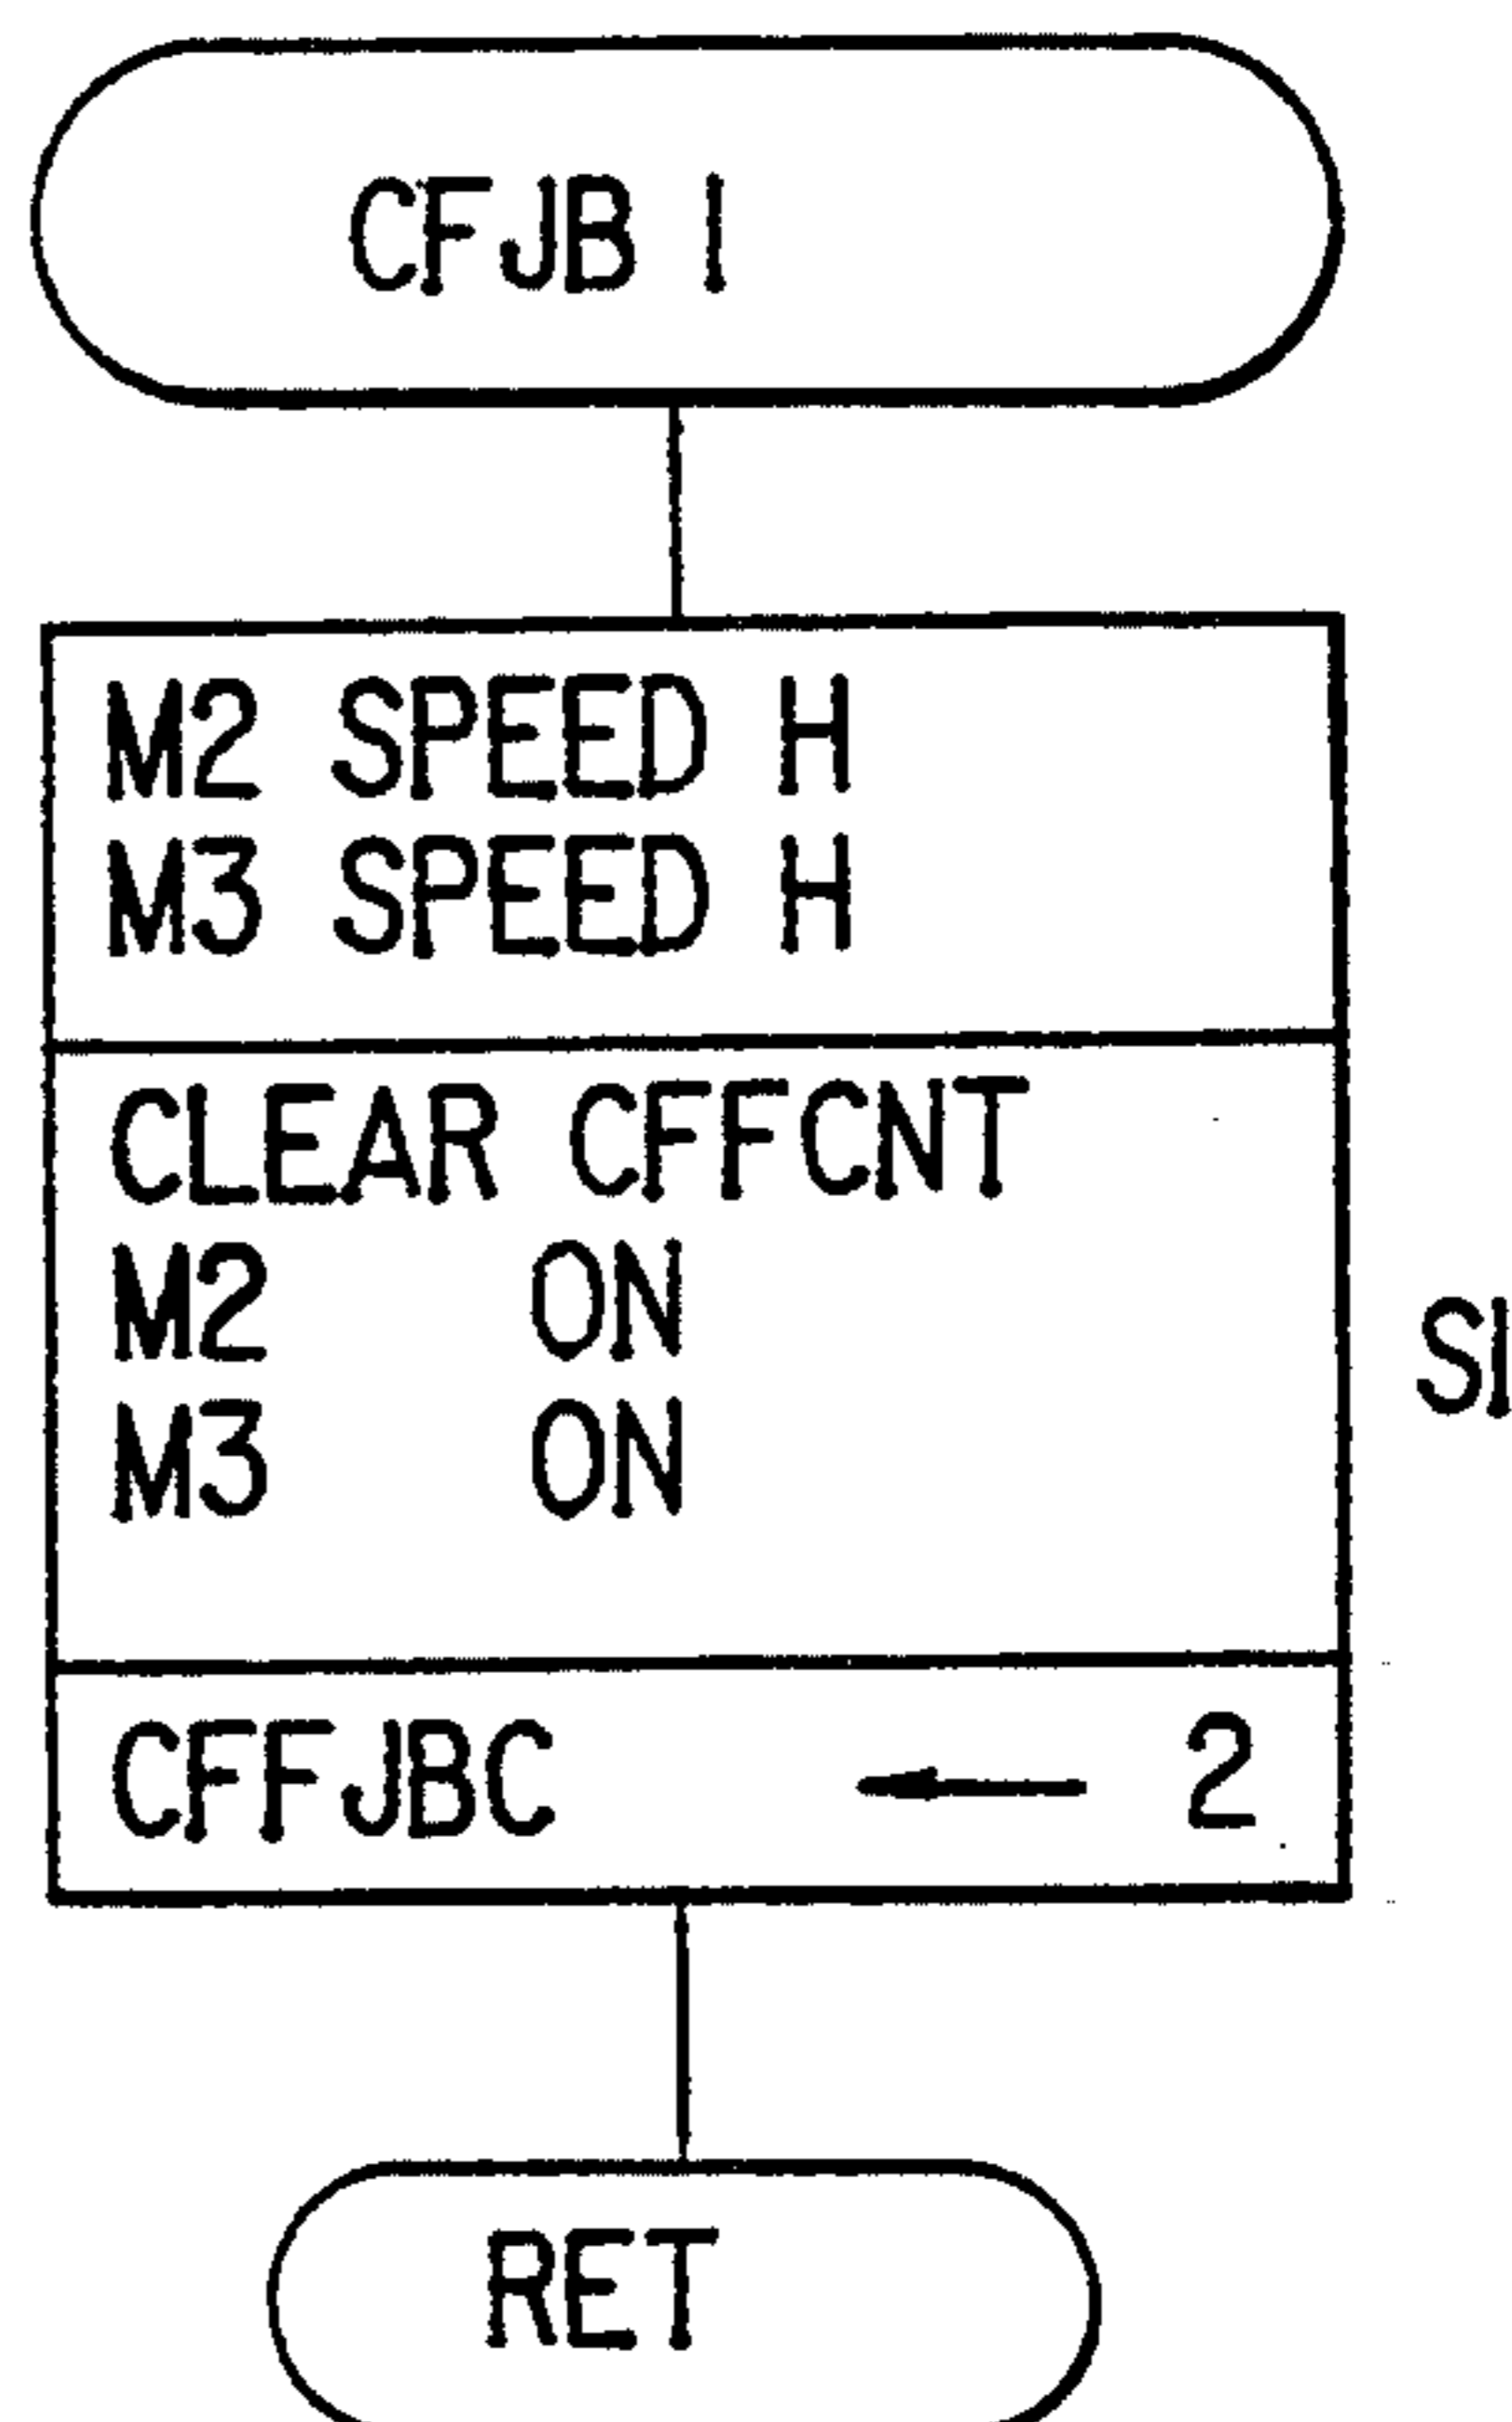 CFJB 1
M2 SPEED H
M3 SPEED H
CLEAR CFFCNT
M2 ON
M3 ON
CFFJBC ← 2
RET